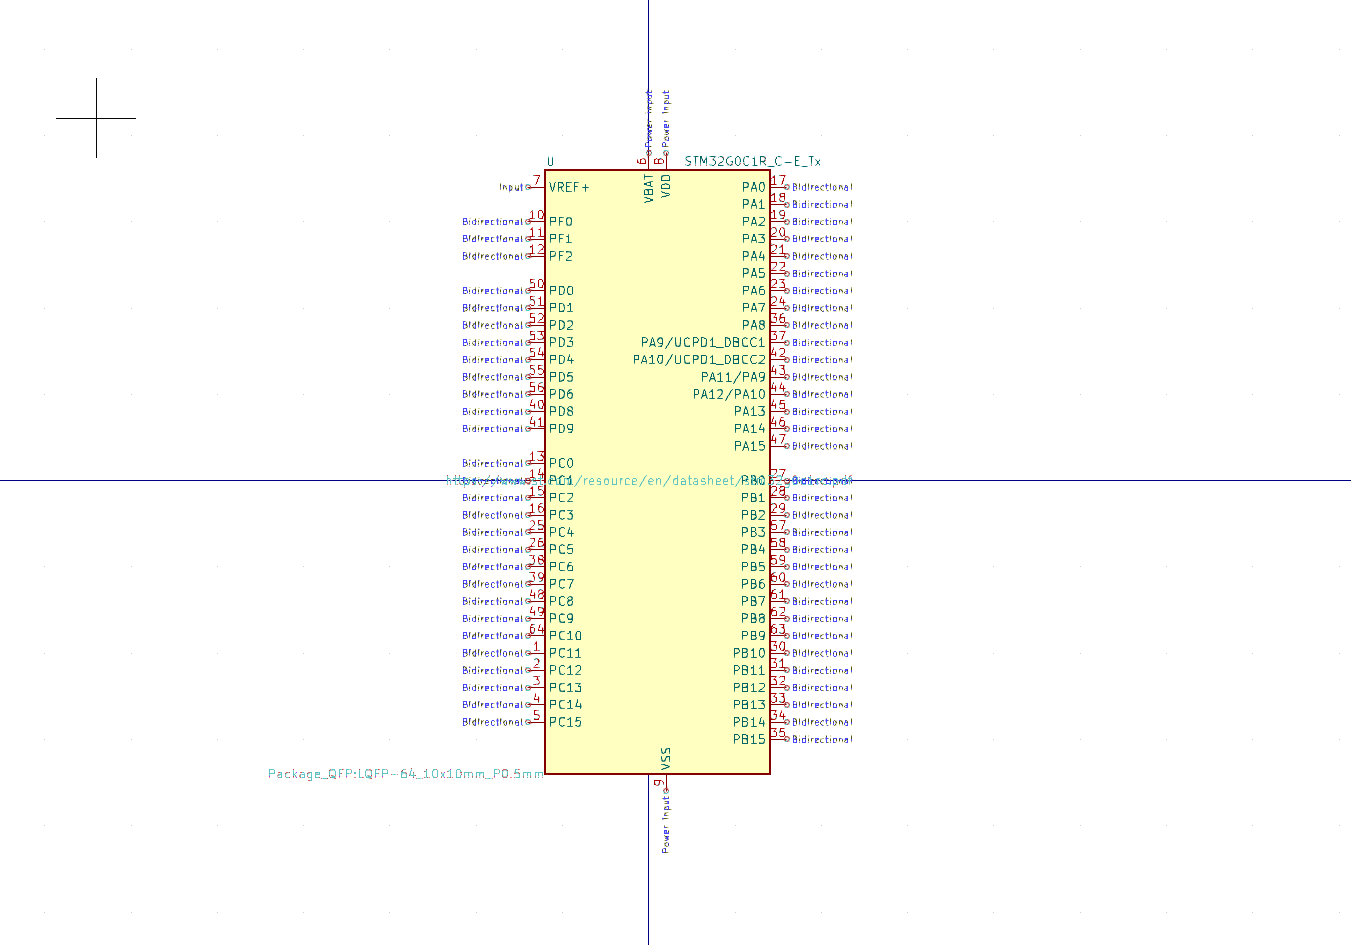 Power Input
Power Input
6
8
U
STM32G0C1R_C-E_Tx
VBAT
VDD
Input 7 VREF+
PA0 17 Bidirectional
PA1 18 Bidirectional
Bidirectional 10 PF0
PA2 19 Bidirectional
Bidirectional 11 PF1
PA3 20 Bidirectional
Bidirectional 12 PF2
PA4 21 Bidirectional
PA5 22 Bidirectional
Bidirectional 50 PD0
PA6 23 Bidirectional
Bidirectional 51 PD1
PA7 24 Bidirectional
Bidirectional 52 PD2
PA8 36 Bidirectional
Bidirectional 53 PD3
PA9/UCPD1_DBCC1 37 Bidirectional
Bidirectional 54 PD4
PA10/UCPD1_DBCC2 42 Bidirectional
Bidirectional 55 PD5
PA11/PA9 43 Bidirectional
Bidirectional 56 PD6
PA12/PA10 44 Bidirectional
Bidirectional 40 PD8
PA13 45 Bidirectional
Bidirectional 41 PD9
PA14 46 Bidirectional
PA15 47 Bidirectional
Bidirectional 13 PC0
14 PC1
/resource/en/datasheet/
PB0 27
Bidirectional 15 PC2
PB1 28 Bidirectional
Bidirectional 16 PC3
PB2 29 Bidirectional
Bidirectional 25 PC4
PB3 57 Bidirectional
Bidirectional 26 PC5
PB4 58 Bidirectional
Bidirectional 38 PC6
PB5 59 Bidirectional
Bidirectional 39 PC7
PB6 60 Bidirectional
Bidirectional 48 PC8
PB7 61 Bidirectional
Bidirectional 49 PC9
PB8 62 Bidirectional
Bidirectional 64 PC10
PB9 63 Bidirectional
Bidirectional 1 PC11
PB10 30 Bidirectional
Bidirectional 2 PC12
PB11 31 Bidirectional
Bidirectional 3 PC13
PB12 32 Bidirectional
Bidirectional 4 PC14
PB13 33 Bidirectional
Bidirectional 5 PC15
PB14 34 Bidirectional
PB15 35 Bidirectional
VSS
Package_QFP:LQFP-64_10x10mm_P0.5mm
9
Power Input